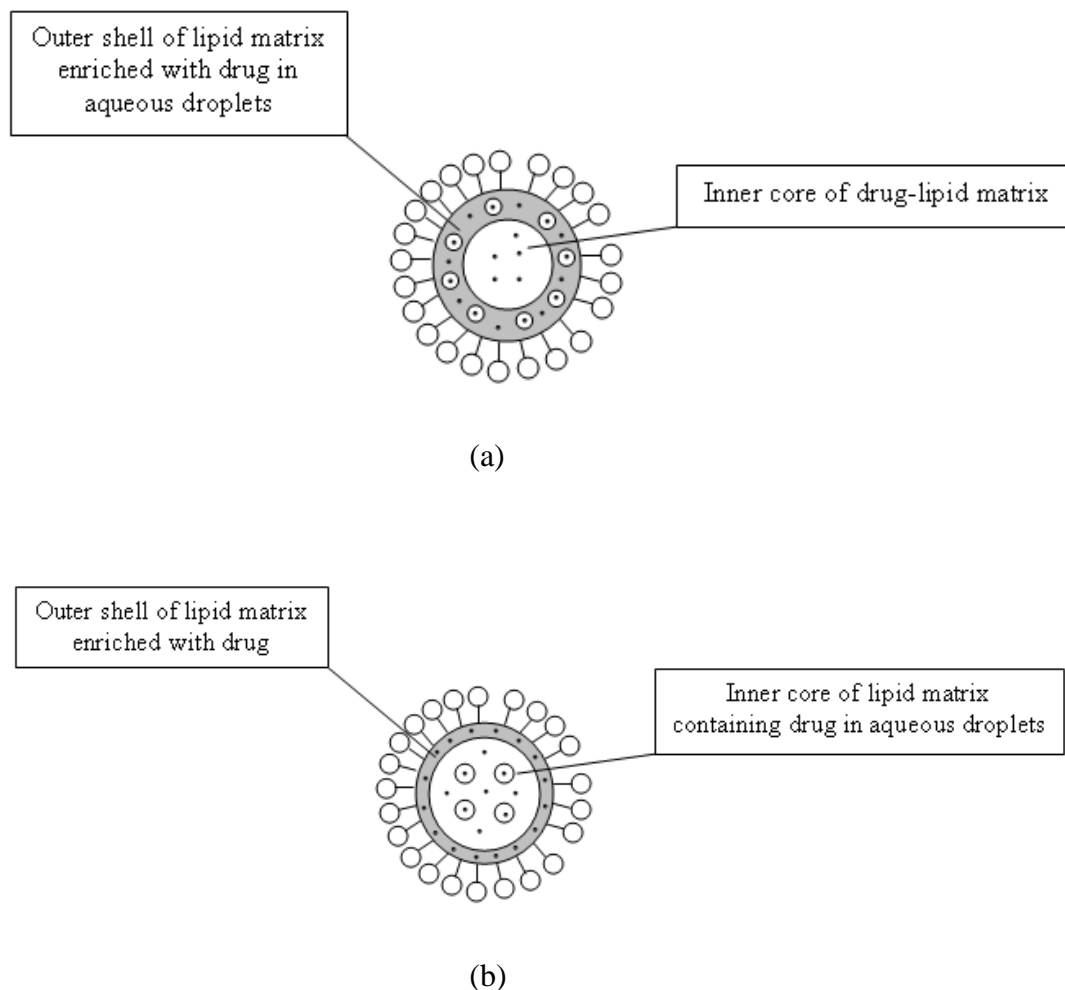 Outer shell of lipid matrix
enriched with drug in
aqueous droplets
Inner core of drug-lipid matrix
(a)
Outer shell of lipid matrix
enriched with drug
Inner core of lipid matrix
containing drug in aqueous droplets
(b)